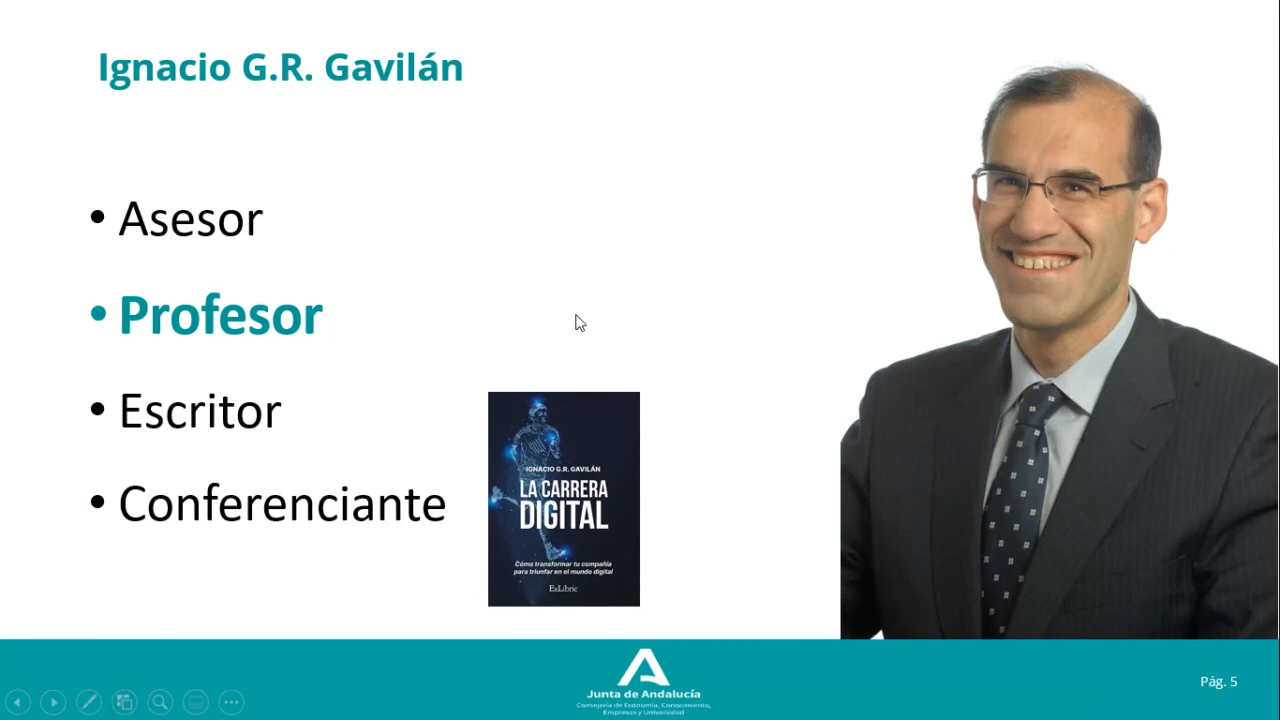 Ignacio G.R. Gavilán
• Asesor
• Profesor
• Escritor
• Conferenciante
IGNACIO G.R. GAVILÁN
LA CARRERA
DIGITAL
Cómo transformar tu compañía
para triunfar en el mundo digital
ExLibric
Junta de Andalucía
Consejería de Economía, Conocimiento,
Empresas y Universidad
Pág. 5